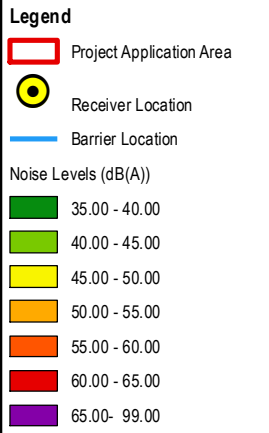 Legend
Project Application Area
Receiver Location
Barrier Location
Noise Levels (dB(A))
35.00 - 40.00
40.00 - 45.00
45.00 - 50.00
50.00 - 55.00
55.00 - 60.00
60.00 - 65.00
65.00- 99.00